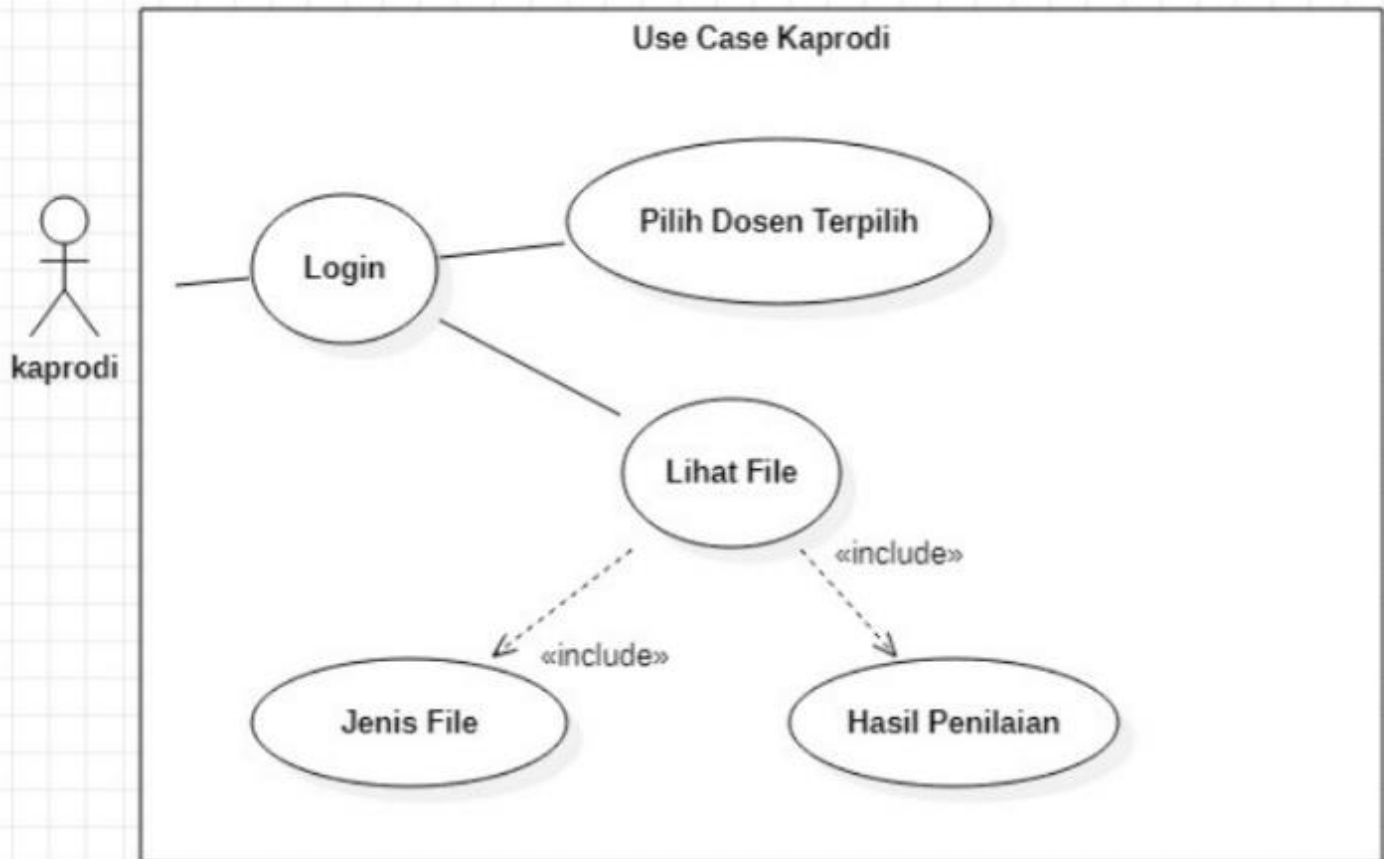 Use Case Kaprodi
Pilih Dosen Terpilih
Login
kaprodi
Lihat File
«include»
«include»
Jenis File
Hasil Penilaian